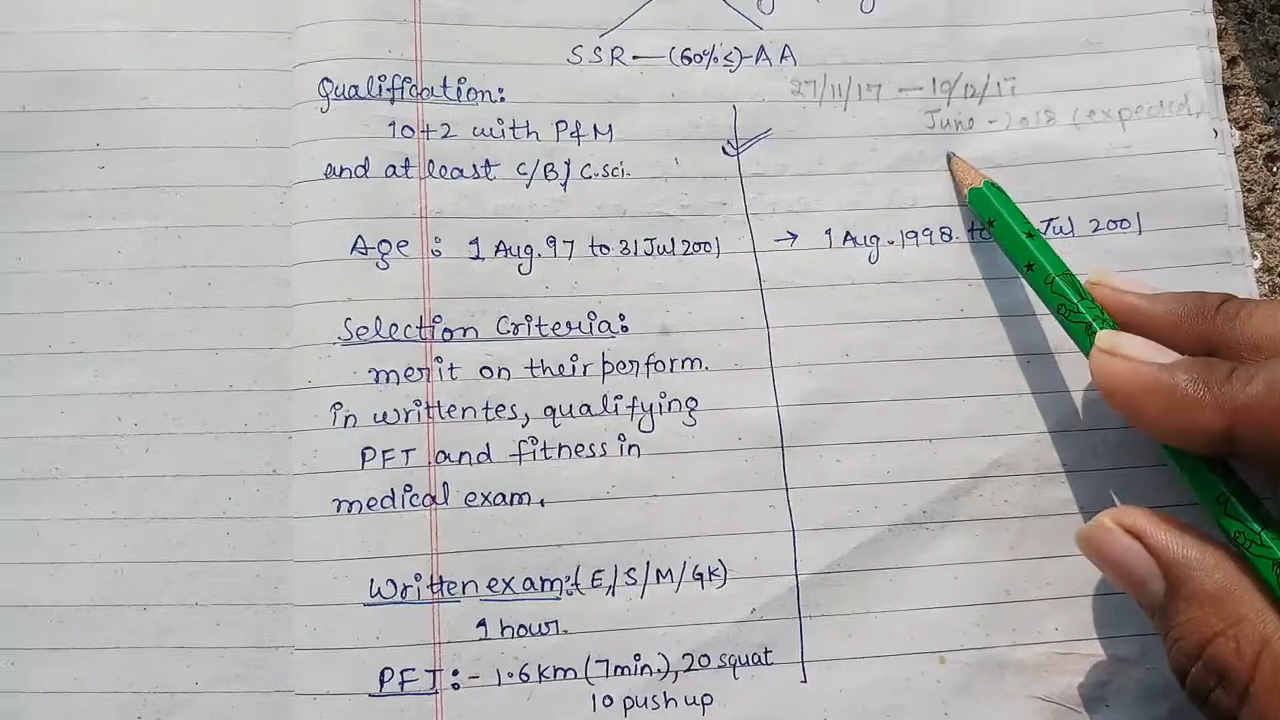 SSR — (60%≤) - AA
Qualification:
27/11/17 — 10/12/17
10+2 with P&M
June - 2018 (expected)
and at least C/B/C.sci.
Age : 1 Aug. 97 to 31 Jul 2001 → 1 Aug. 1998 to Jul 2001
Selection Criteria:
merit on their perform.
in written tes, qualifying
PFT and fitness in
medical exam.
Written exam: (E/S/M/GK)
1 hour.
PFT :- 1.6 km (7min.), 20 squat
10 push up